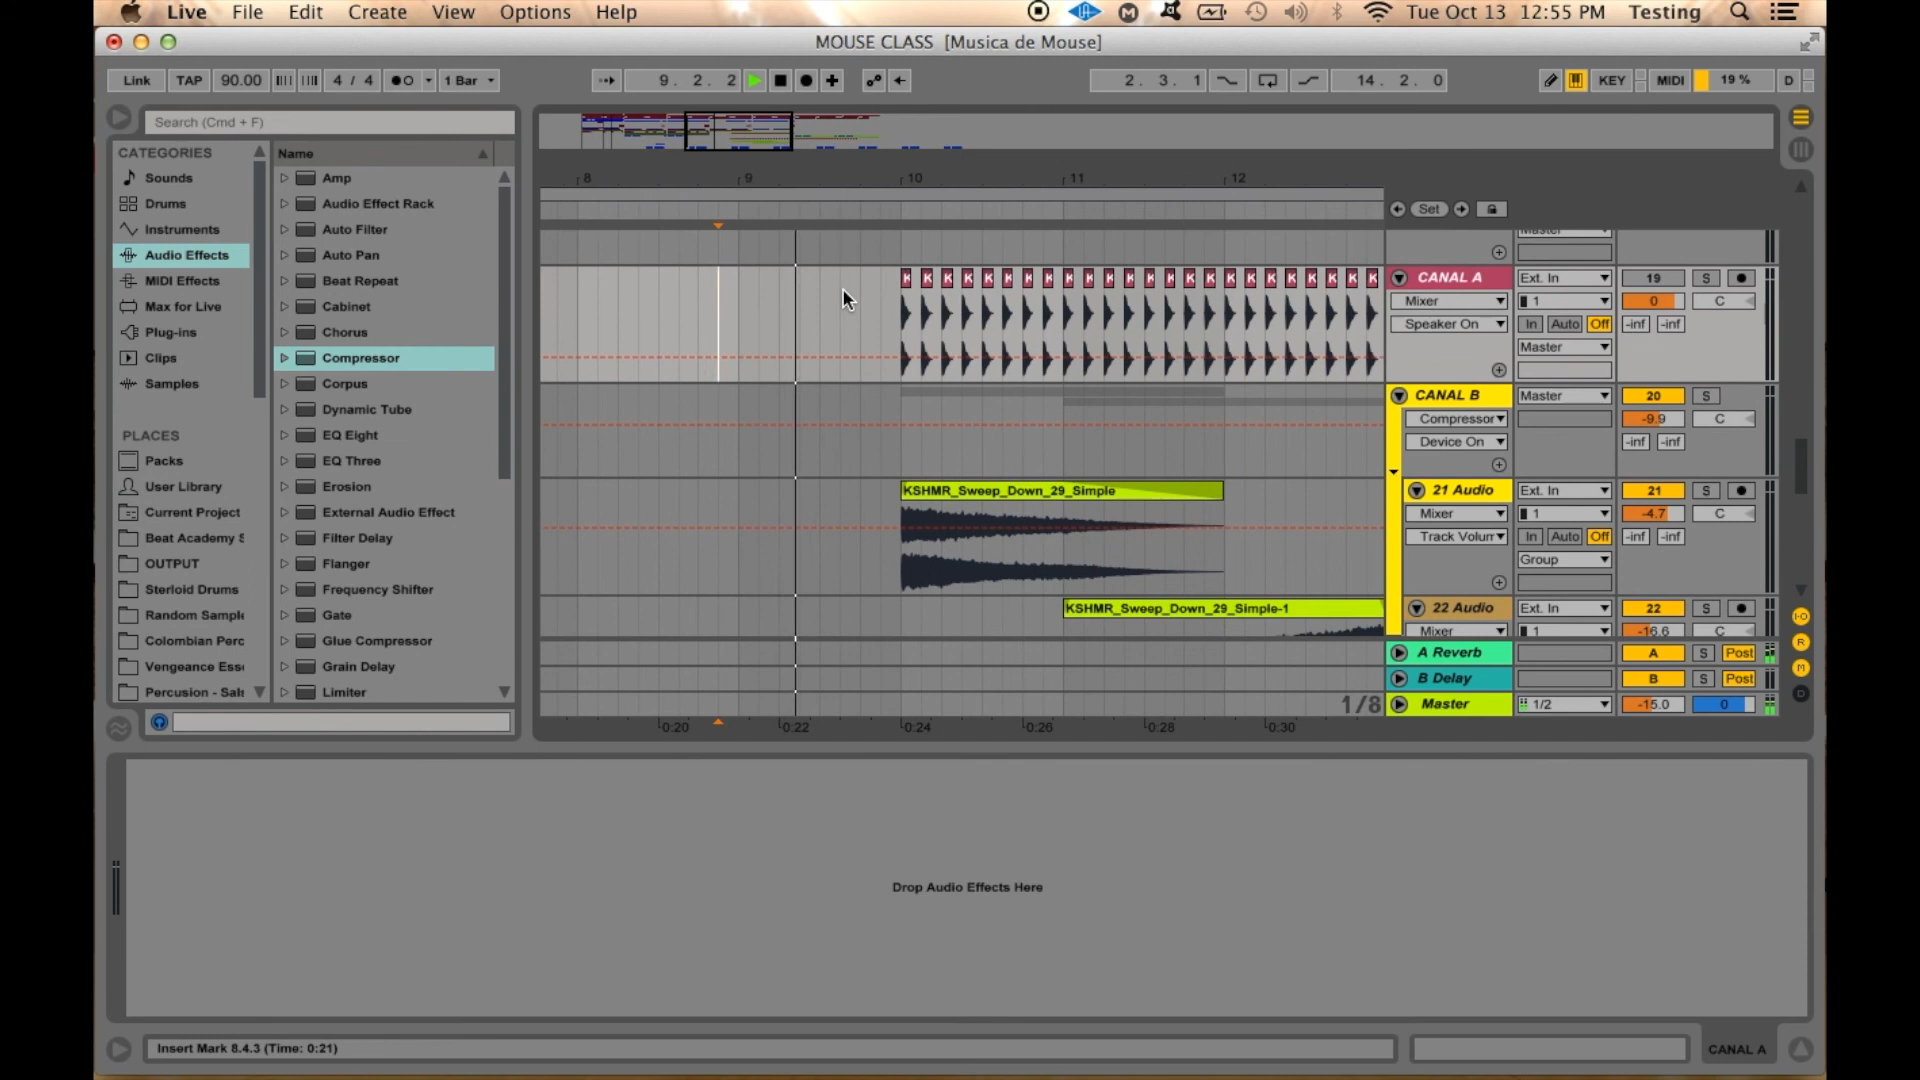 Live File Edit Create View Options Help Tue Oct 13 12:55 PM Testing
MOUSE CLASS [Musica de Mouse]
Link TAP 90.00 4 / 4 1 Bar 9. 2. 2 2. 3. 1 14. 2. 0 KEY MIDI 19 % D
Search (Cmd + F)
CATEGORIES
Sounds
Drums
Instruments
Audio Effects
MIDI Effects
Max for Live
Plug-ins
Clips
Samples
PLACES
Packs
User Library
Current Project
Beat Academy S
OUTPUT
Sterloid Drums
Random Sample
Colombian Perc
Vengeance Esse
Percursion - Sals
Name
Amp
Audio Effect Rack
Auto Filter
Auto Pan
Beat Repeat
Cabinet
Chorus
Compressor
Corpus
Dynamic Tube
EQ Eight
EQ Three
Erosion
External Audio Effect
Filter Delay
Flanger
Frequency Shifter
Gate
Glue Compressor
Grain Delay
Limiter
8 9 10 11 12
Set
Master
K K K K K K K K K K K K K K K K K K K K K K K K
CANAL A Ext. In 19 S
Mixer 1 0 C
Speaker On In Auto Off -inf -inf
Master
CANAL B Master 20 S
Compressor -9.9 C
Device On -inf -inf
KSHMR_Sweep_Down_29_Simple
21 Audio Ext. In 21 S
Mixer 1 -4.7 C
Track Volum In Auto Off -inf -inf
Group
KSHMR_Sweep_Down_29_Simple-1
22 Audio Ext. In 22 S
Mixer 1 -16.6 C
A Reverb A S Post
B Delay B S Post
1/8
Master 1/2 -15.0 0
0:20 0:22 0:24 0:26 0:28 0:30
I-O
R
M
D
Drop Audio Effects Here
Insert Mark 8.4.3 (Time: 0:21)
CANAL A